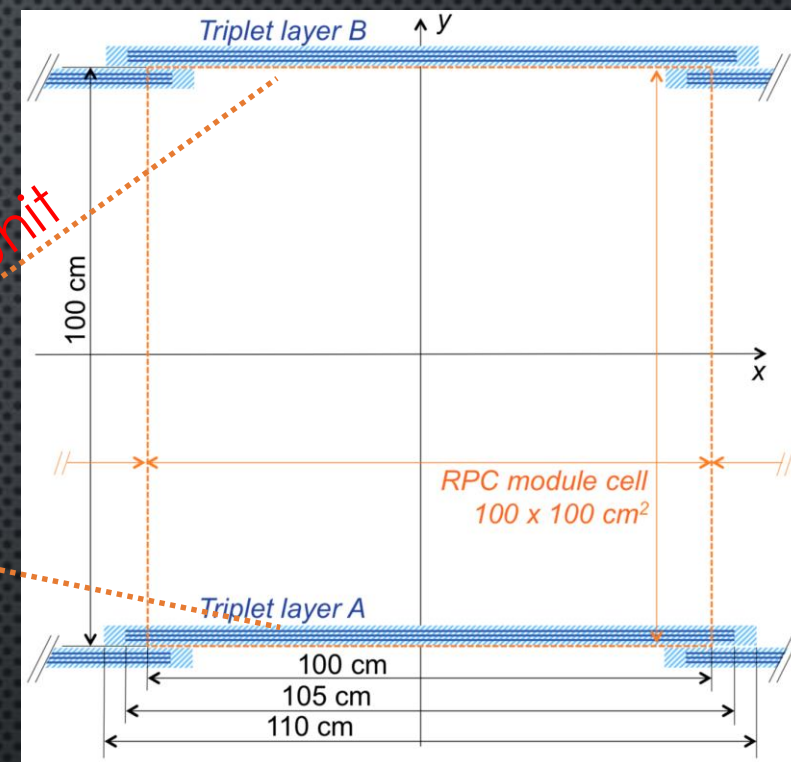 Triplet layer B
y
100 cm
x
RPC module cell
100 x 100 cm²
Triplet layer A
100 cm
105 cm
110 cm